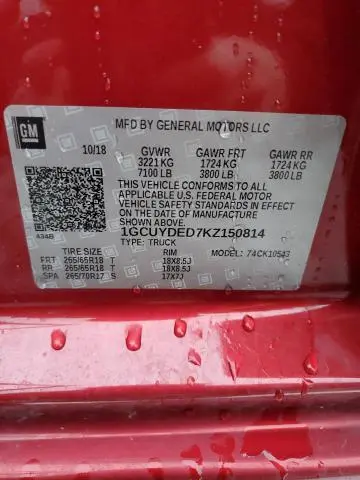 GM
MFD BY GENERAL MOTORS LLC
10/18 GVWR GAWR FRT GAWR RR
3221 KG 1724 KG 1724 KG
7100 LB 3800 LB 3800 LB
THIS VEHICLE CONFORMS TO ALL
APPLICABLE U.S. FEDERAL MOTOR
VEHICLE SAFETY STANDARDS IN
EFFECT ON THE DATE OF MANUFACTURE
SHOWN ABOVE.
1GCUYDED7KZ150814
A34B TYPE: TRUCK MODEL: 74CK10543
TIRE SIZE RIM
FRT 265/65R18 T 18X8.5J
RR 265/65R18 T 18X8.5J
SPA 265/70R17 S 17X7J